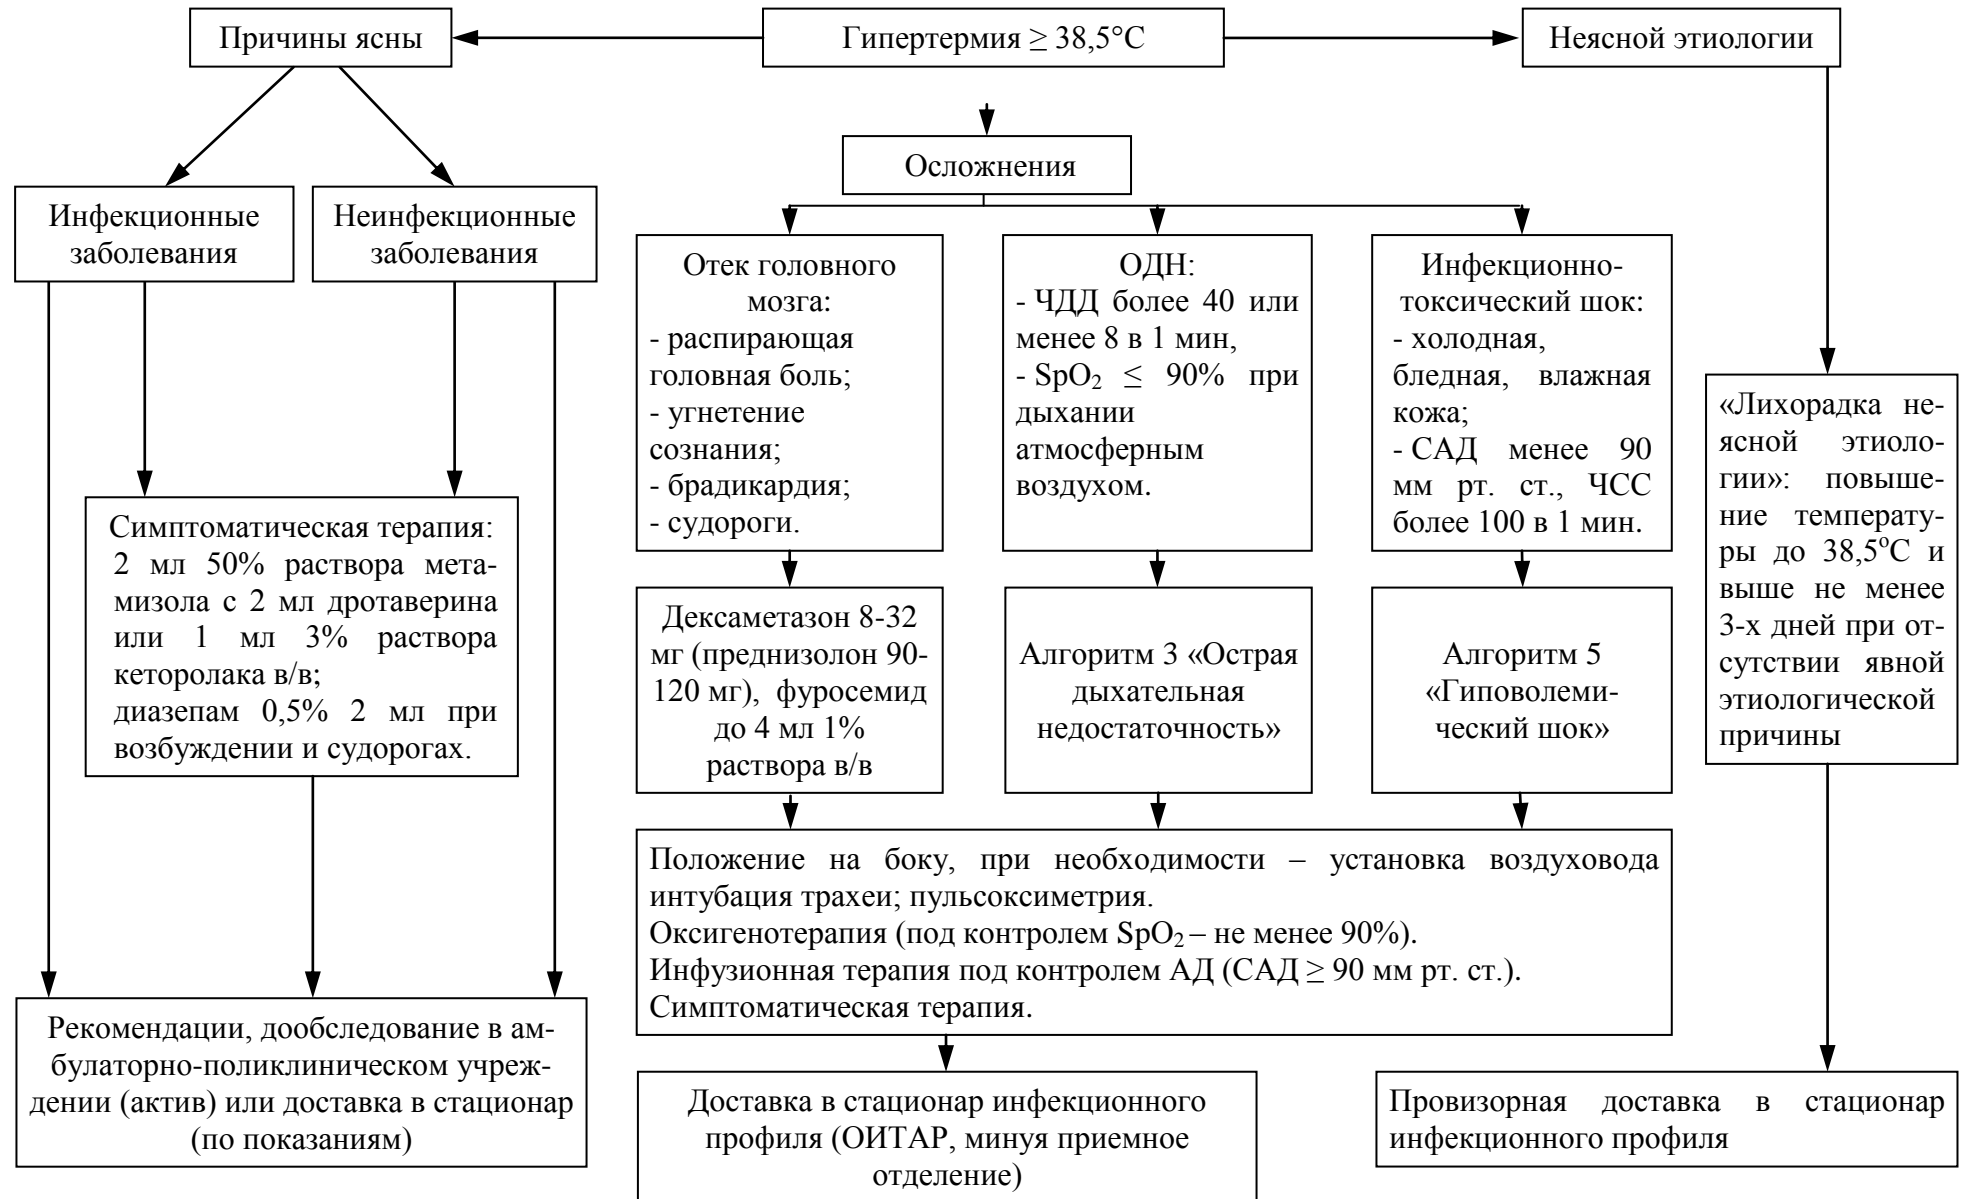 Причины ясны
Гипертермия ≥ 38,5°С
Неясной этиологии
Осложнения
Инфекционные
заболевания
Неинфекционные
заболевания
Отек головного
мозга:
- распирающая
головная боль;
- угнетение
сознания;
- брадикардия;
- судороги.
ОДН:
- ЧДД более 40 или
менее 8 в 1 мин,
- SpO₂ ≤ 90% при
дыхании
атмосферным
воздухом.
Инфекционно-
токсический шок:
- холодная,
бледная, влажная
кожа;
- САД менее 90
мм рт. ст., ЧСС
более 100 в 1 мин.
«Лихорадка не-
ясной этиоло-
гии»: повыше-
ние температу-
ры до 38,5°С и
выше не менее
3-х дней при от-
сутствии явной
этиологической
причины
Симптоматическая терапия:
2 мл 50% раствора мета-
мизола с 2 мл дротаверина
или 1 мл 3% раствора
кеторолака в/в;
диазепам 0,5% 2 мл при
возбуждении и судорогах.
Дексаметазон 8-32
мг (преднизолон 90-
120 мг), фуросемид
до 4 мл 1%
раствора в/в
Алгоритм 3 «Острая
дыхательная
недостаточность»
Алгоритм 5
«Гиповолеми-
ческий шок»
Положение на боку, при необходимости – установка воздуховода
интубация трахеи; пульсоксиметрия.
Оксигенотерапия (под контролем SpO₂ – не менее 90%).
Инфузионная терапия под контролем АД (САД ≥ 90 мм рт. ст.).
Симптоматическая терапия.
Рекомендации, дообследование в ам-
булаторно-поликлиническом учреж-
дении (актив) или доставка в стационар
(по показаниям)
Доставка в стационар инфекционного
профиля (ОИТАР, минуя приемное
отделение)
Провизорная доставка в стационар
инфекционного профиля